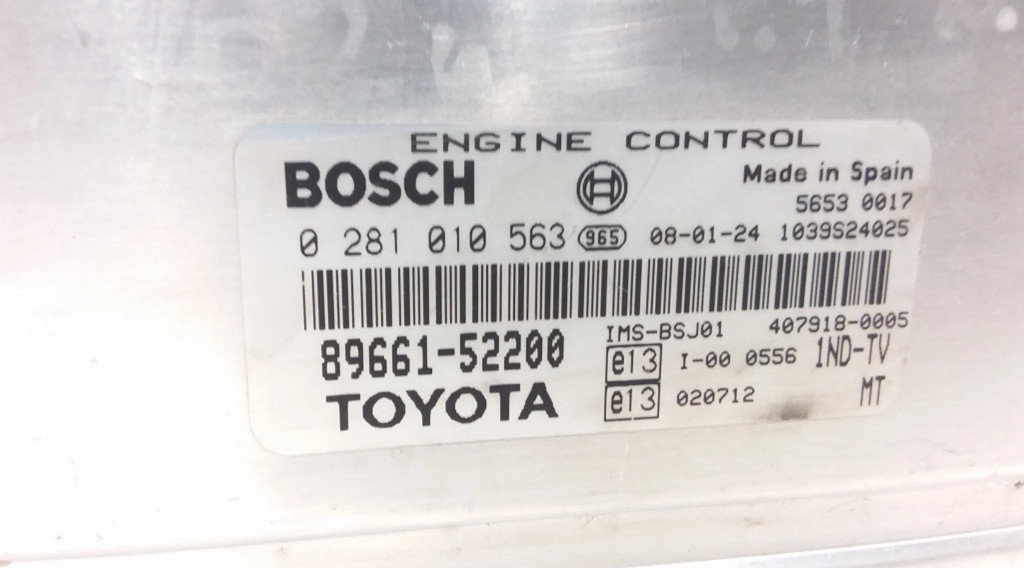 ENGINE CONTROL
BOSCH
Made in Spain
5653 0017
0 281 010 563 965 08-01-24 1039S24025
IMS-BSJ01 407918-0005
89661-52200 e13 I-00 0556 1ND-TV
TOYOTA e13 020712 MT